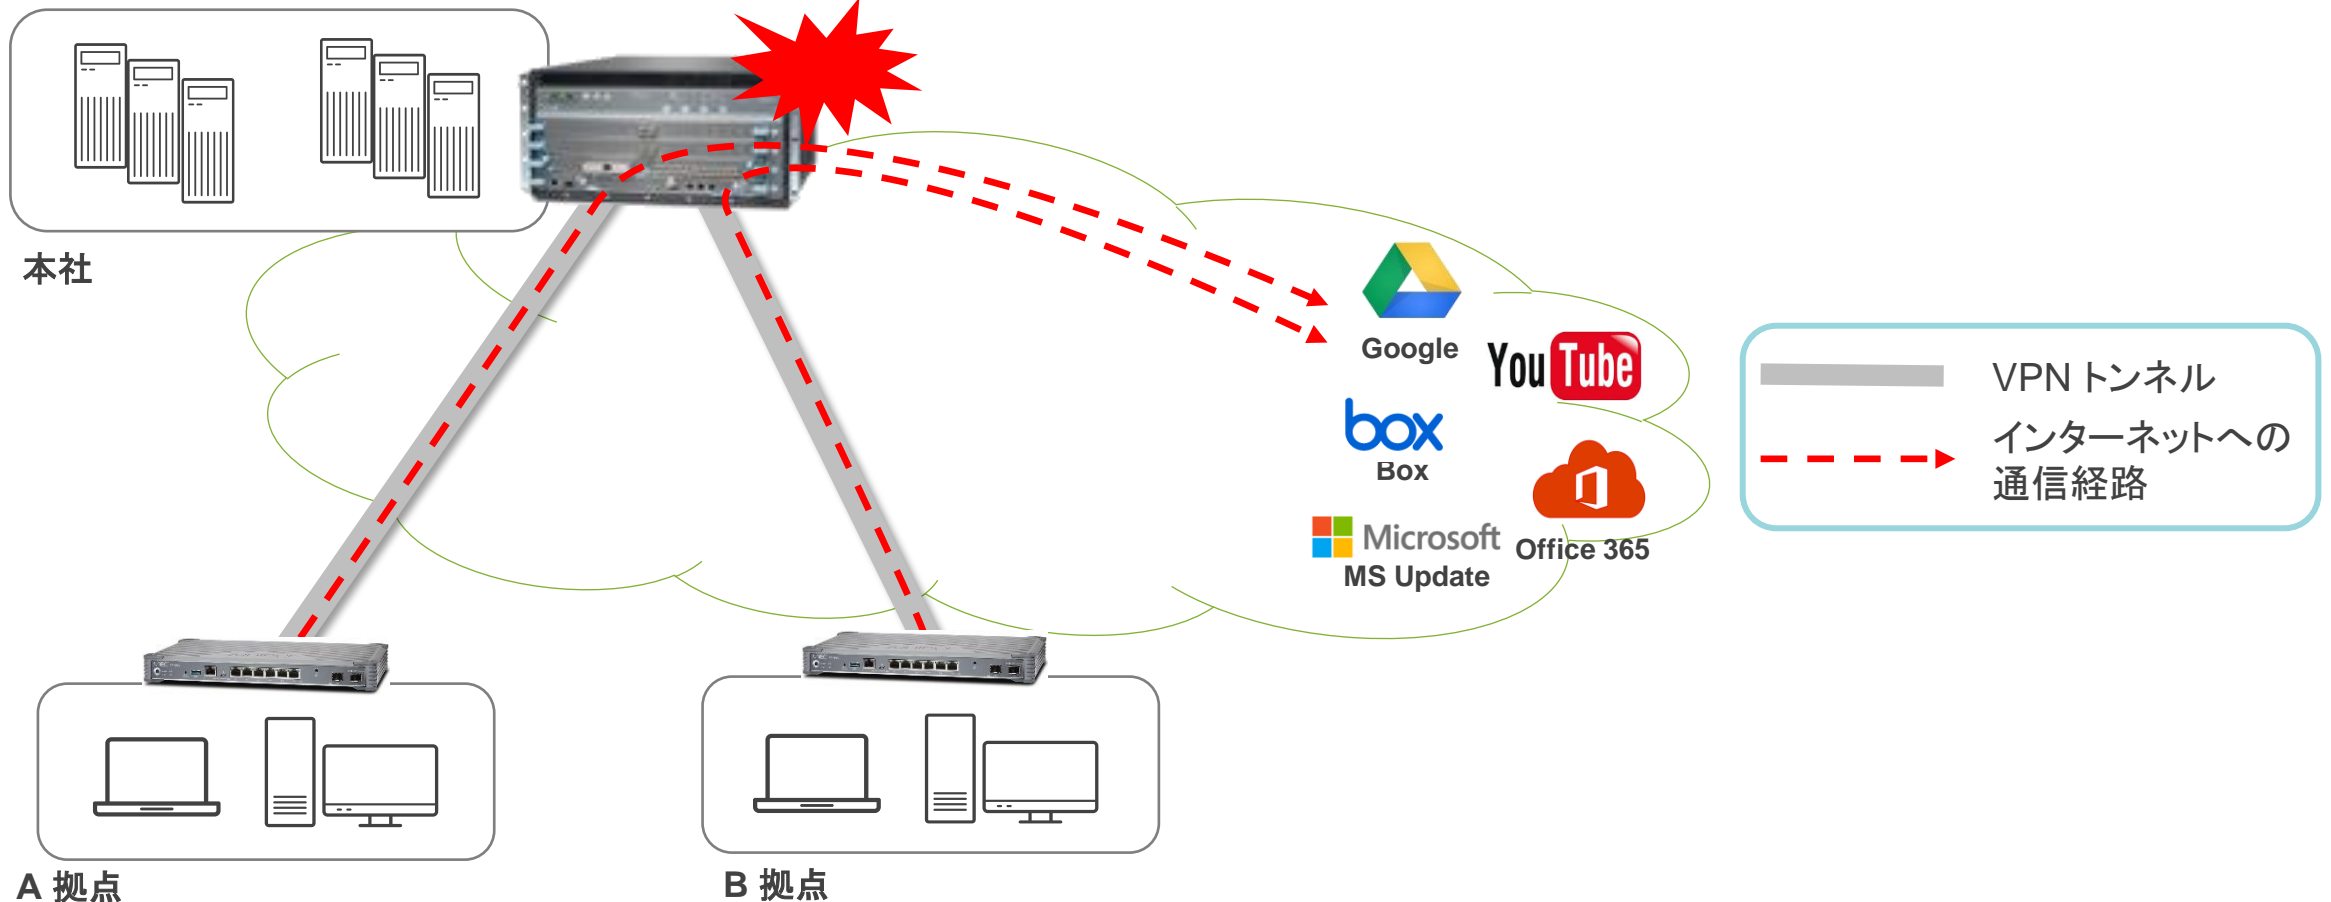 本社
Google
YouTube
box
Box
Microsoft
MS Update
Office 365
VPN トンネル
インターネットへの
通信経路
A 拠点
B 拠点